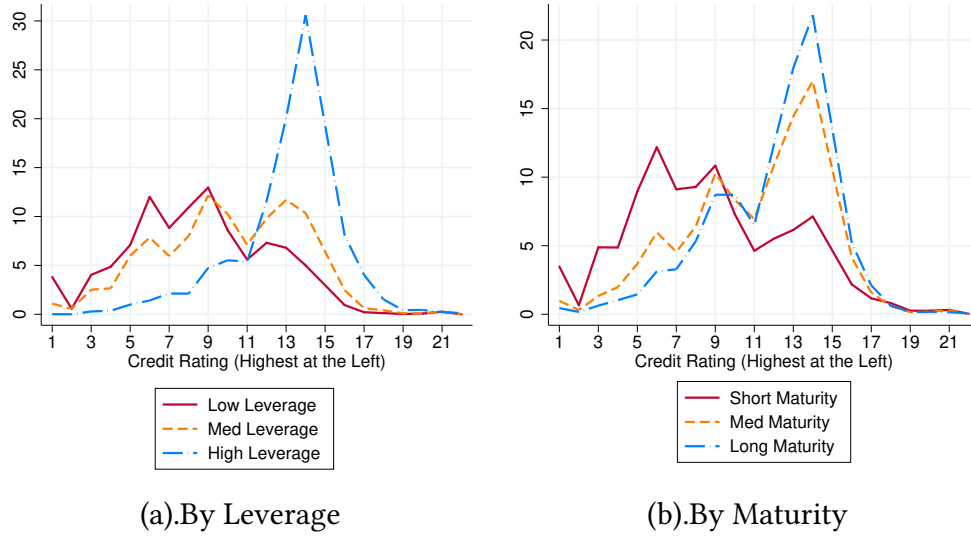 30
25
20
15
10
5
0
1 3 5 7 9 11 13 15 17 19 21
Credit Rating (Highest at the Left)
Low Leverage
Med Leverage
High Leverage
(a).By Leverage
20
15
10
5
0
1 3 5 7 9 11 13 15 17 19 21
Credit Rating (Highest at the Left)
Short Maturity
Med Maturity
Long Maturity
(b).By Maturity